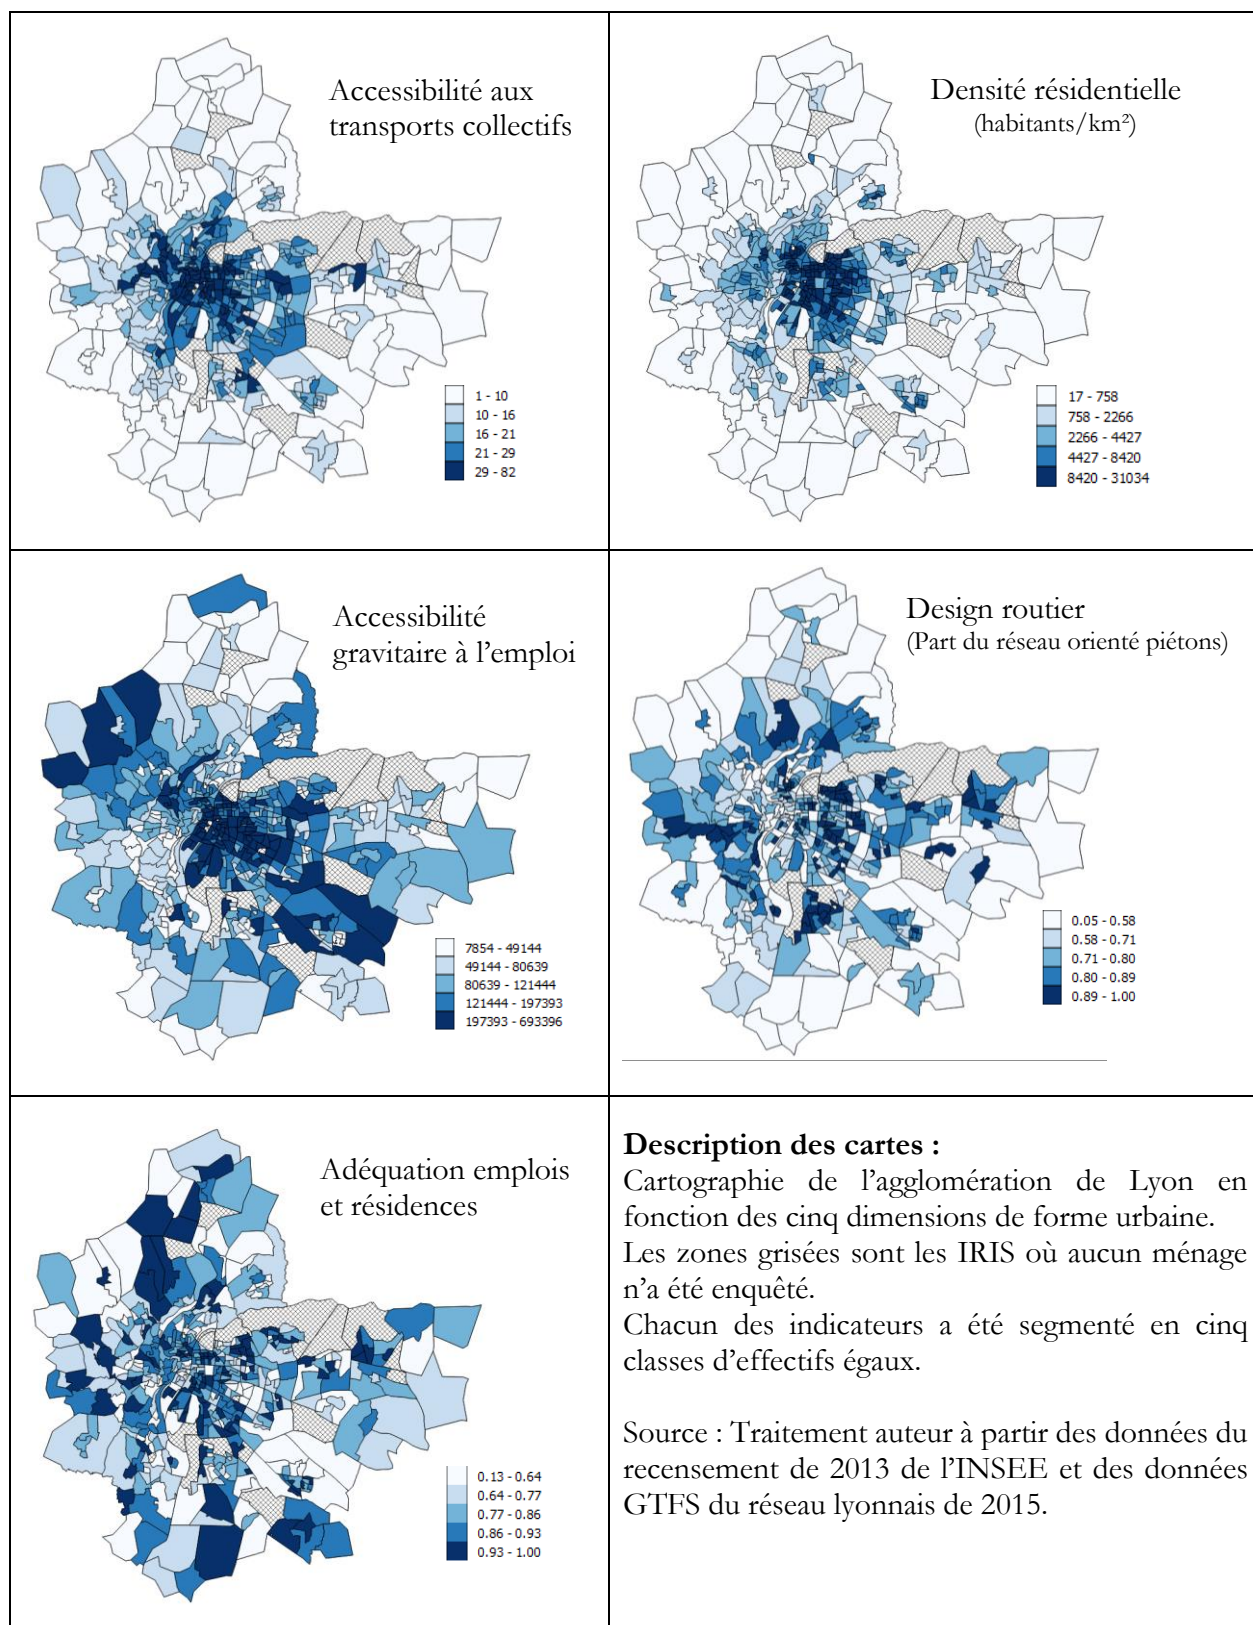 Accessibilité aux
transports collectifs
1 - 10
10 - 16
16 - 21
21 - 29
29 - 82
Densité résidentielle
(habitants/km²)
17 - 758
758 - 2266
2266 - 4427
4427 - 8420
8420 - 31034
Accessibilité
gravitaire à l'emploi
7854 - 49144
49144 - 80639
80639 - 121444
121444 - 197393
197393 - 693396
Design routier
(Part du réseau orienté piétons)
0.05 - 0.58
0.58 - 0.71
0.71 - 0.80
0.80 - 0.89
0.89 - 1.00
Adéquation emplois
et résidences
0.13 - 0.64
0.64 - 0.77
0.77 - 0.86
0.86 - 0.93
0.93 - 1.00
Description des cartes :
Cartographie de l'agglomération de Lyon en
fonction des cinq dimensions de forme urbaine.
Les zones grisées sont les IRIS où aucun ménage
n'a été enquêté.
Chacun des indicateurs a été segmenté en cinq
classes d'effectifs égaux.
Source : Traitement auteur à partir des données du
recensement de 2013 de l'INSEE et des données
GTFS du réseau lyonnais de 2015.